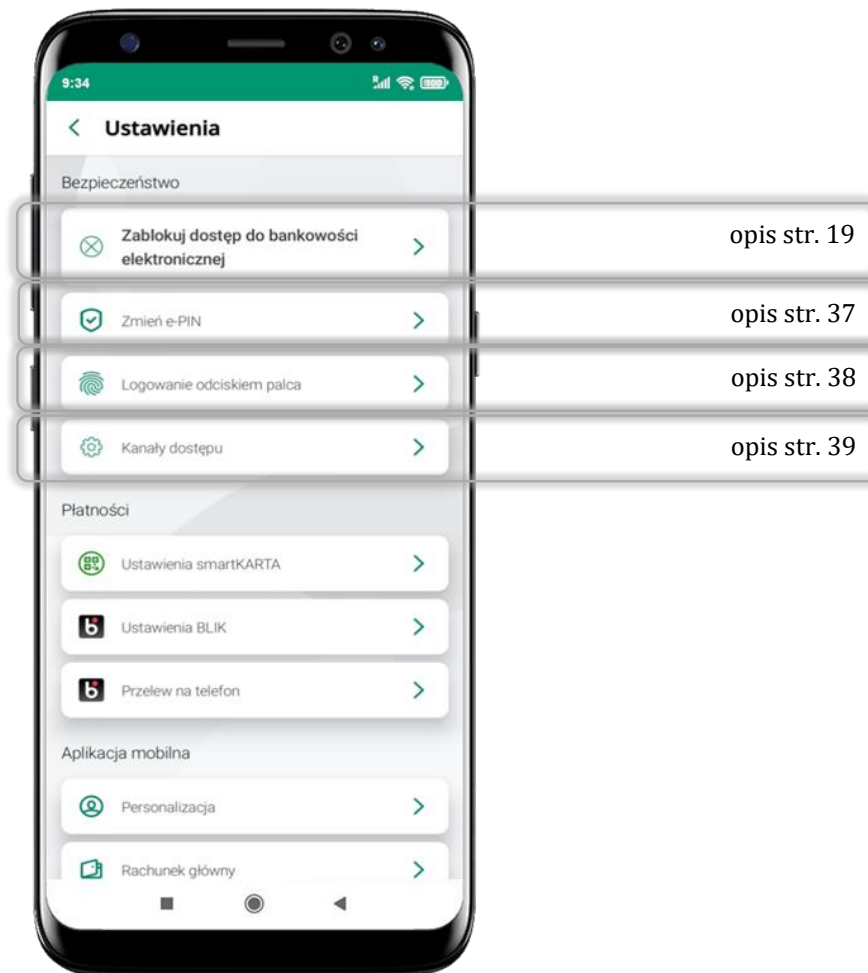 9:34
Ustawienia
Bezpieczeństwo
Zablokuj dostęp do bankowości
elektronicznej
opis str. 19
Zmień e-PIN
opis str. 37
Logowanie odciskiem palca
opis str. 38
Kanały dostępu
opis str. 39
Płatności
Ustawienia smartKARTA
Ustawienia BLIK
Przelew na telefon
Aplikacja mobilna
Personalizacja
Rachunek główny